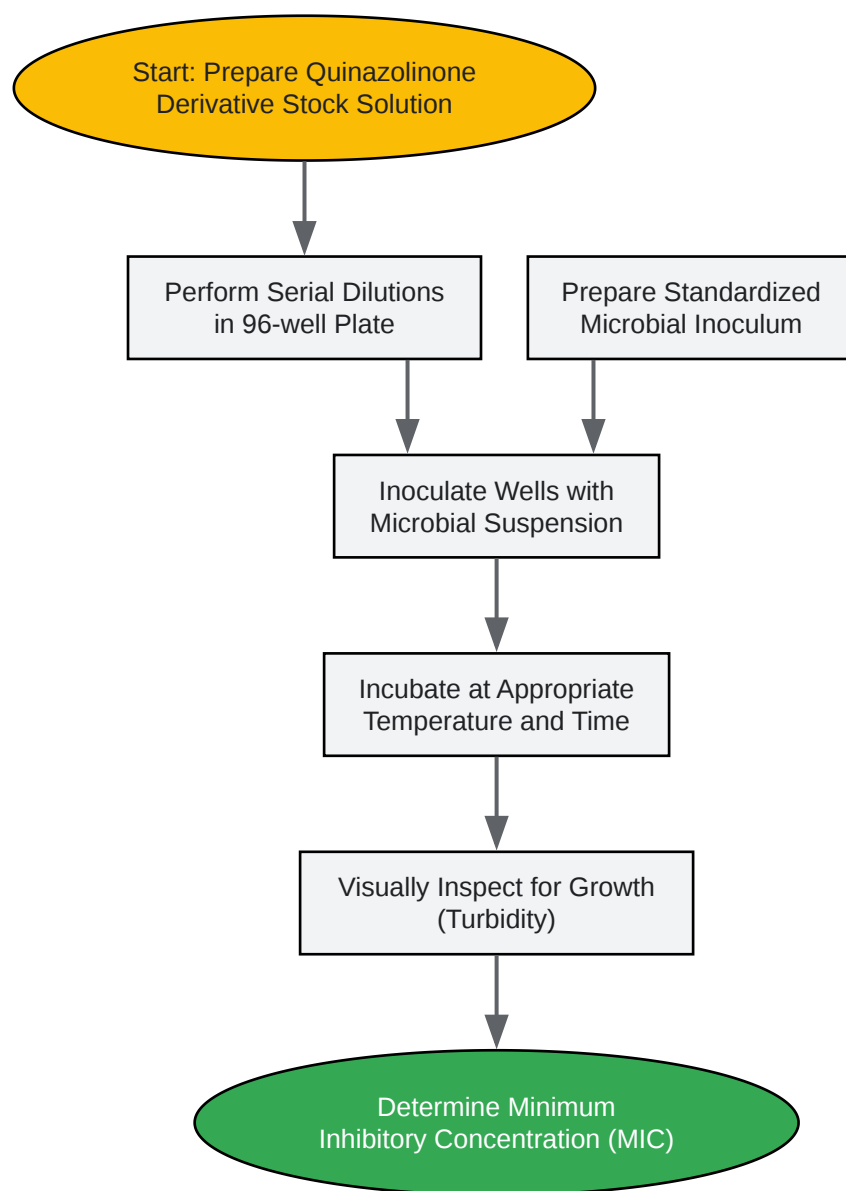 Start: Prepare Quinazolinone
Derivative Stock Solution
Perform Serial Dilutions
in 96-well Plate
Prepare Standardized
Microbial Inoculum
Inoculate Wells with
Microbial Suspension
Incubate at Appropriate
Temperature and Time
Visually Inspect for Growth
(Turbidity)
Determine Minimum
Inhibitory Concentration (MIC)